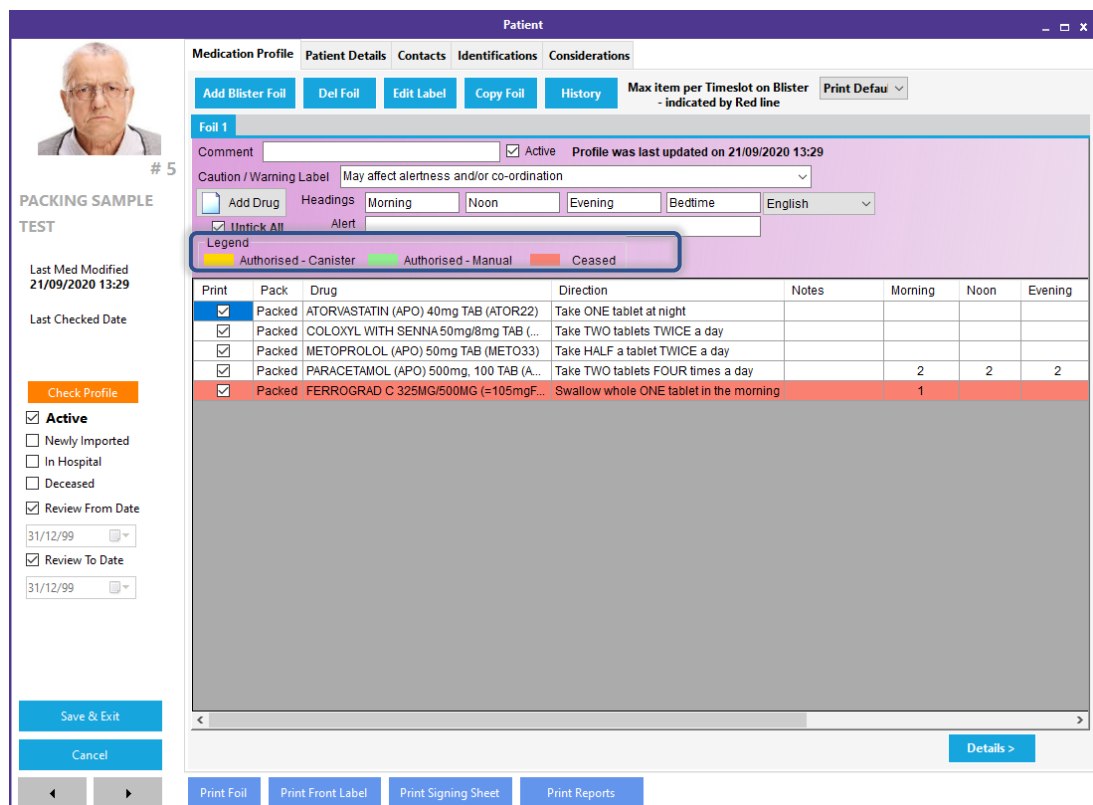 Patient
# 5
PACKING SAMPLE
TEST
Last Med Modified
21/09/2020 13:29
Last Checked Date
Check Profile
Active
Newly Imported
In Hospital
Deceased
Review From Date
31/12/99
Review To Date
31/12/99
Save & Exit
Cancel
Medication Profile Patient Details Contacts Identifications Considerations
Add Blister Foil Del Foil Edit Label Copy Foil History Max item per Timeslot on Blister Print Defaul
- indicated by Red line
Foil 1
Comment Active Profile was last updated on 21/09/2020 13:29
Caution / Warning Label May affect alertness and/or co-ordination
Add Drug Headings Morning Noon Evening Bedtime English
Untick All Alert
Legend
Authorised - Canister Authorised - Manual Ceased
Print Pack Drug Direction Notes Morning Noon Evening
Packed ATORVASTATIN (APO) 40mg TAB (ATOR22) Take ONE tablet at night
Packed COLOXYL WITH SENNA 50mg/8mg TAB (... Take TWO tablets TWICE a day
Packed METOPROLOL (APO) 50mg TAB (METO33) Take HALF a tablet TWICE a day
Packed PARACETAMOL (APO) 500mg, 100 TAB (A... Take TWO tablets FOUR times a day 2 2 2
Packed FERROGRAD C 325MG/500MG (=105mgF... Swallow whole ONE tablet in the morning 1
Details >
Print Foil Print Front Label Print Signing Sheet Print Reports